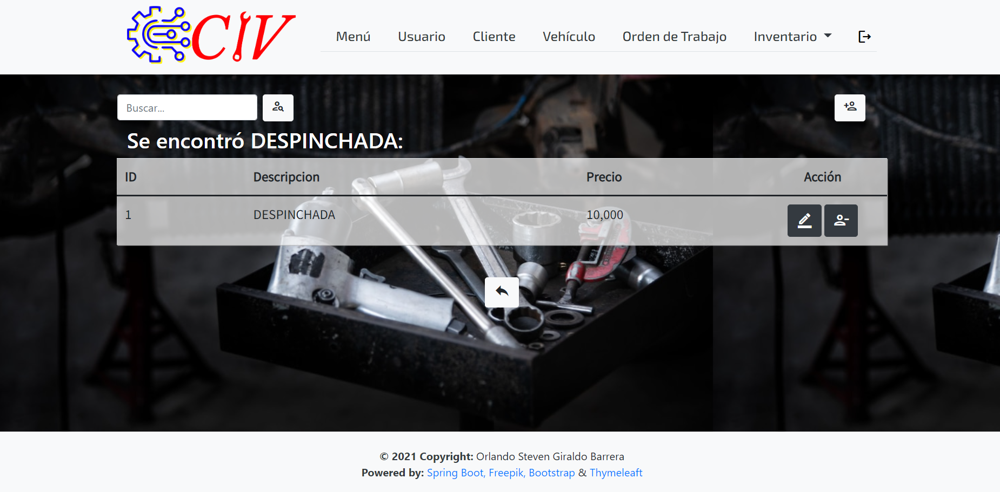 CIV
Menú Usuario Cliente Vehículo Orden de Trabajo Inventario
Buscar...
Se encontró DESPINCHADA:
ID Descripcion Precio Acción
1 DESPINCHADA 10,000
© 2021 Copyright: Orlando Steven Giraldo Barrera
Powered by: Spring Boot, Freepik, Bootstrap & Thymeleaft